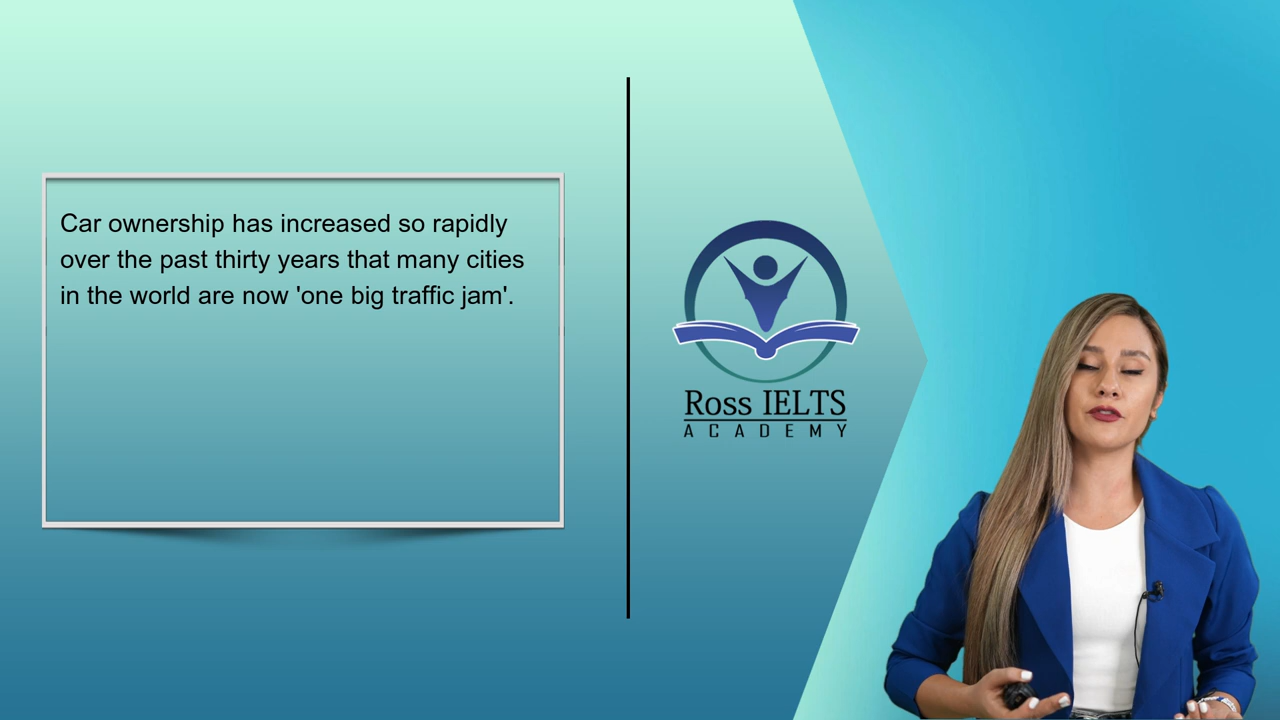 Car ownership has increased so rapidly
over the past thirty years that many cities
in the world are now 'one big traffic jam'.
Ross IELTS
ACADEMY